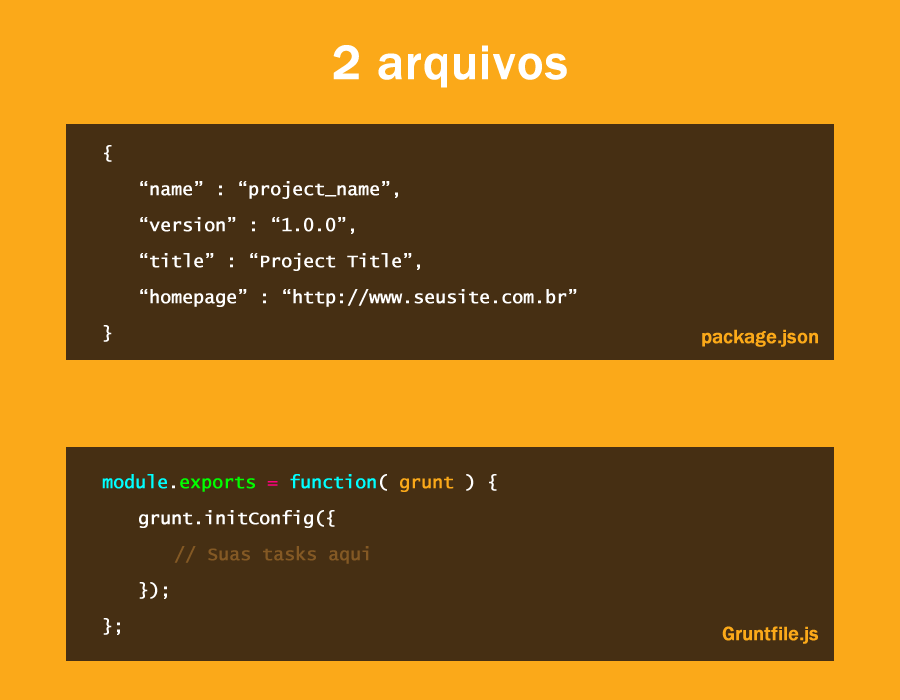 2 arquivos
{
“name” : “project_name”,
“version” : “1.0.0”,
“title” : “Project Title”,
“homepage” : “http://www.seusite.com.br”
}
package.json
module.exports = function( grunt ) {
grunt.initConfig({
// Suas tasks aqui
});
};
Gruntfile.js